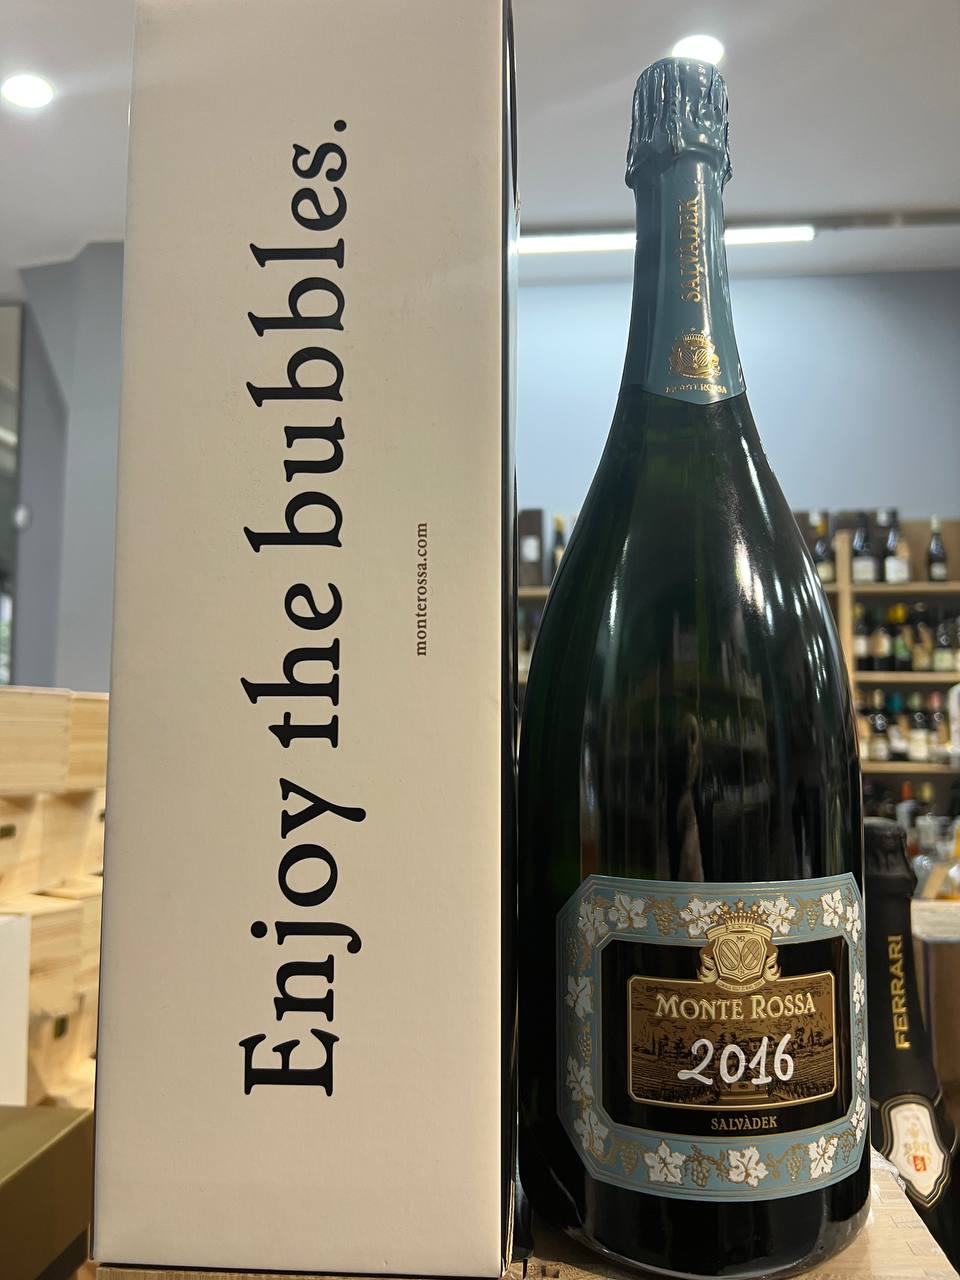 Enjoy the bubbles.
monterossa.com
SALVÀDEK
MONTE ROSSA
MONTE ROSSA
2016
SALVÀDEK
FERRARI